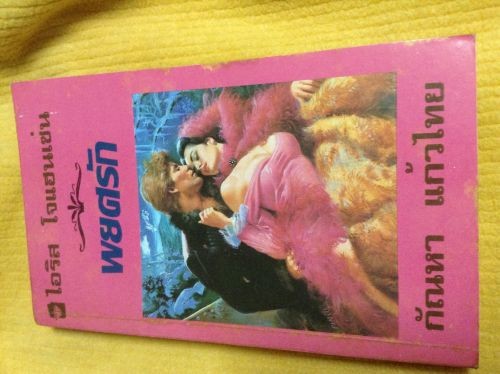 ไอริส โจแฮนเซ่น
พยศรัก
กัณหา แก้วไทย